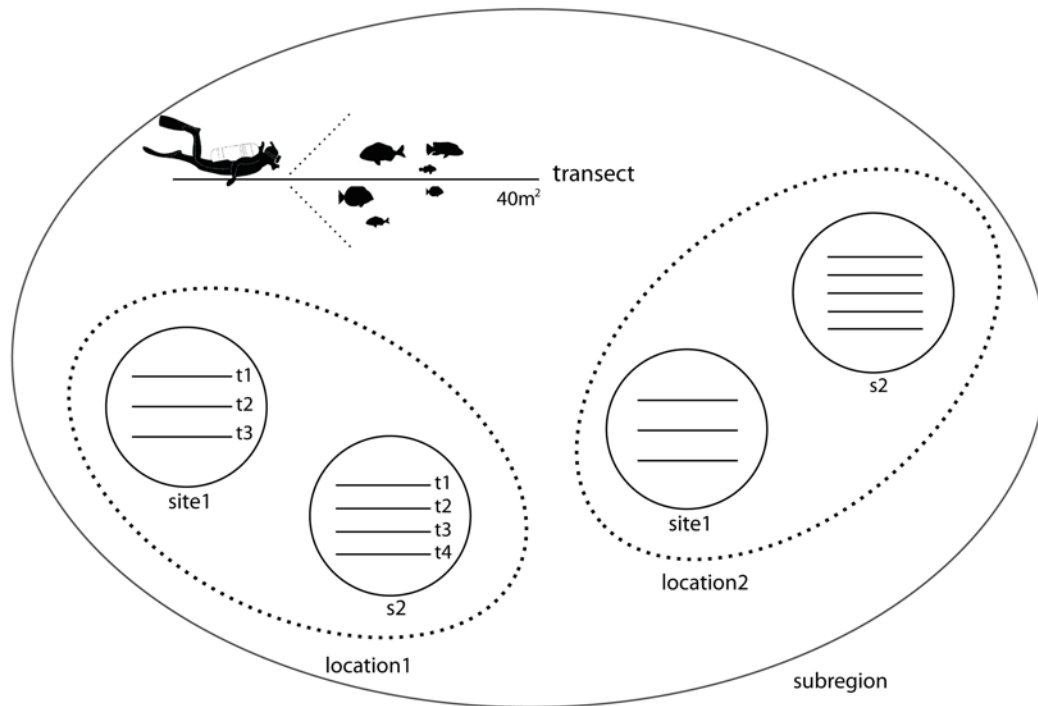 transect
40m²
t1
t2
t3
site1
t1
t2
t3
t4
s2
location1
site1
s2
location2
subregion